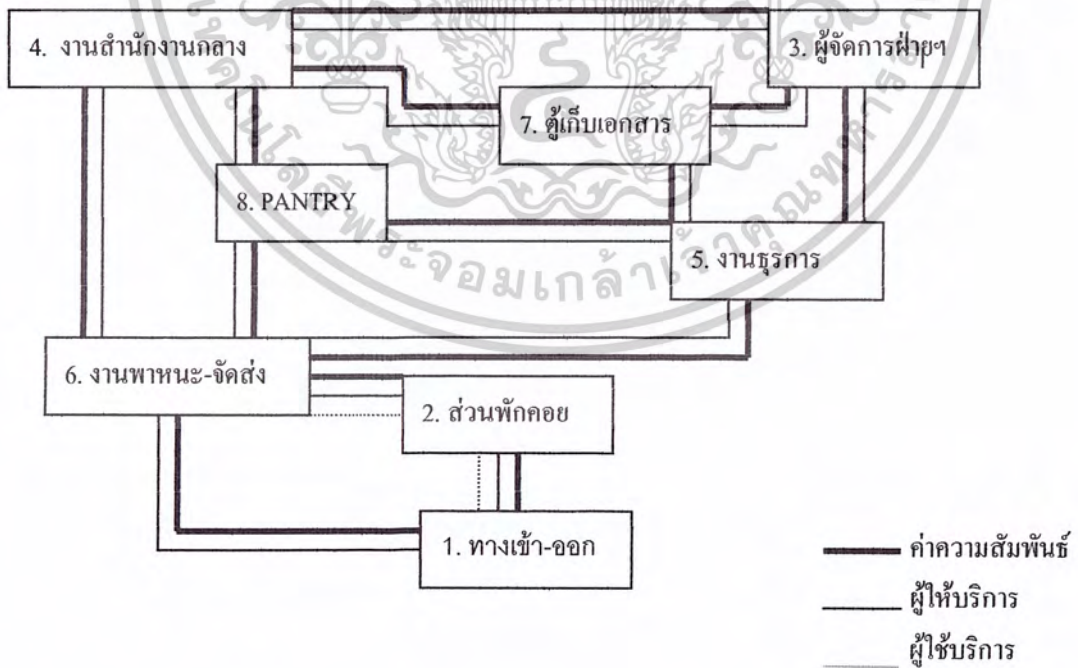 4. งานสำนักงานกลาง
3. ผู้จัดการฝ่ายฯ
7. ตู้เก็บเอกสาร
8. PANTRY
5. งานธุรการ
6. งานพาหนะ-จัดส่ง
2. ส่วนพักคอย
1. ทางเข้า-ออก
ค่าความสัมพันธ์
ผู้ให้บริการ
ผู้ใช้บริการ